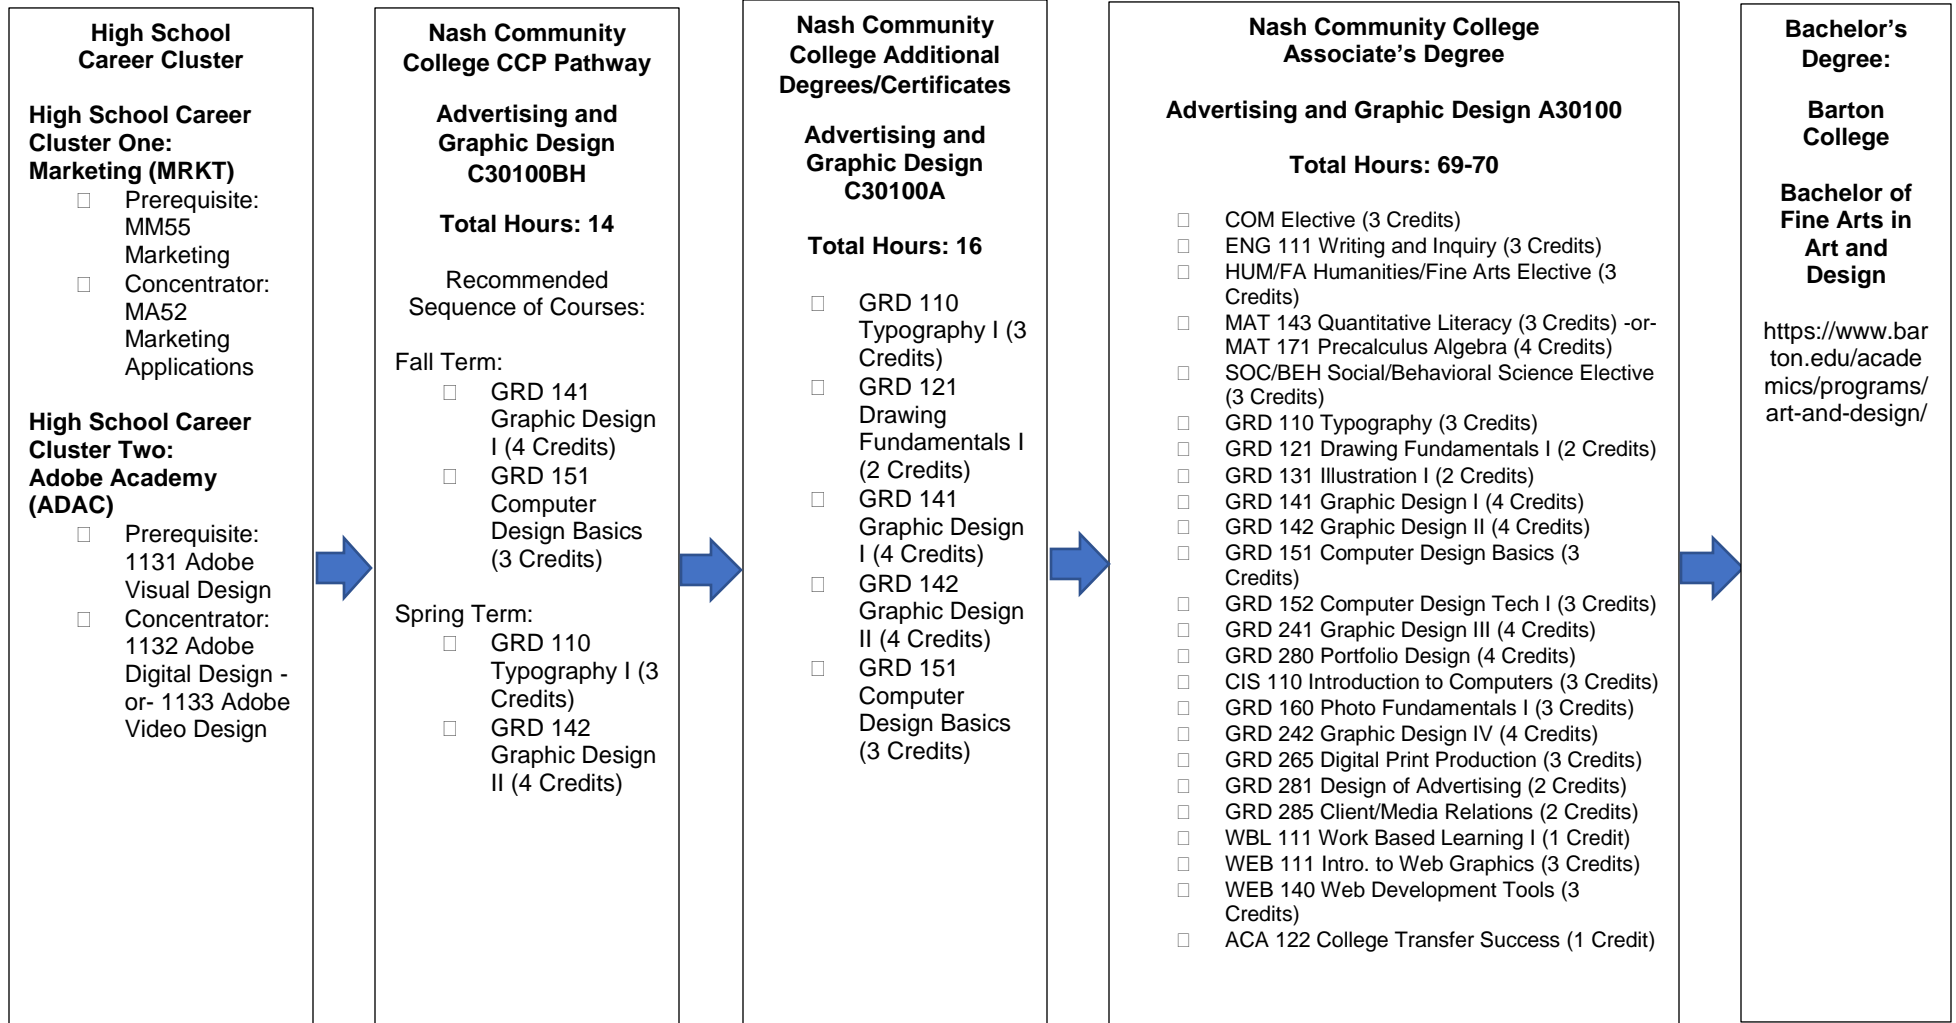 High School
Career Cluster
High School Career
Cluster One:
Marketing (MRKT)
Prerequisite:
MM55
Marketing
Concentrator:
MA52
Marketing
Applications
High School Career
Cluster Two:
Adobe Academy
(ADAC)
Prerequisite:
1131 Adobe
Visual Design
Concentrator:
1132 Adobe
Digital Design -
or- 1133 Adobe
Video Design
Nash Community
College CCP Pathway
Advertising and
Graphic Design
C30100BH
Total Hours: 14
Recommended
Sequence of Courses:
Fall Term:
GRD 141
Graphic Design
I (4 Credits)
GRD 151
Computer
Design Basics
(3 Credits)
Spring Term:
GRD 110
Typography I (3
Credits)
GRD 142
Graphic Design
II (4 Credits)
Nash Community
College Additional
Degrees/Certificates
Advertising and
Graphic Design
C30100A
Total Hours: 16
GRD 110
Typography I (3
Credits)
GRD 121
Drawing
Fundamentals I
(2 Credits)
GRD 141
Graphic Design
I (4 Credits)
GRD 142
Graphic Design
II (4 Credits)
GRD 151
Computer
Design Basics
(3 Credits)
Nash Community College
Associate's Degree
Advertising and Graphic Design A30100
Total Hours: 69-70
COM Elective (3 Credits)
ENG 111 Writing and Inquiry (3 Credits)
HUM/FA Humanities/Fine Arts Elective (3
Credits)
MAT 143 Quantitative Literacy (3 Credits) -or-
MAT 171 Precalculus Algebra (4 Credits)
SOC/BEH Social/Behavioral Science Elective
(3 Credits)
GRD 110 Typography (3 Credits)
GRD 121 Drawing Fundamentals I (2 Credits)
GRD 131 Illustration I (2 Credits)
GRD 141 Graphic Design I (4 Credits)
GRD 142 Graphic Design II (4 Credits)
GRD 151 Computer Design Basics (3
Credits)
GRD 152 Computer Design Tech I (3 Credits)
GRD 241 Graphic Design III (4 Credits)
GRD 280 Portfolio Design (4 Credits)
CIS 110 Introduction to Computers (3 Credits)
GRD 160 Photo Fundamentals I (3 Credits)
GRD 242 Graphic Design IV (4 Credits)
GRD 265 Digital Print Production (3 Credits)
GRD 281 Design of Advertising (2 Credits)
GRD 285 Client/Media Relations (2 Credits)
WBL 111 Work Based Learning I (1 Credit)
WEB 111 Intro. to Web Graphics (3 Credits)
WEB 140 Web Development Tools (3
Credits)
ACA 122 College Transfer Success (1 Credit)
Bachelor's
Degree:
Barton
College
Bachelor of
Fine Arts in
Art and
Design
https://www.bar
ton.edu/acade
mics/programs/
art-and-design/